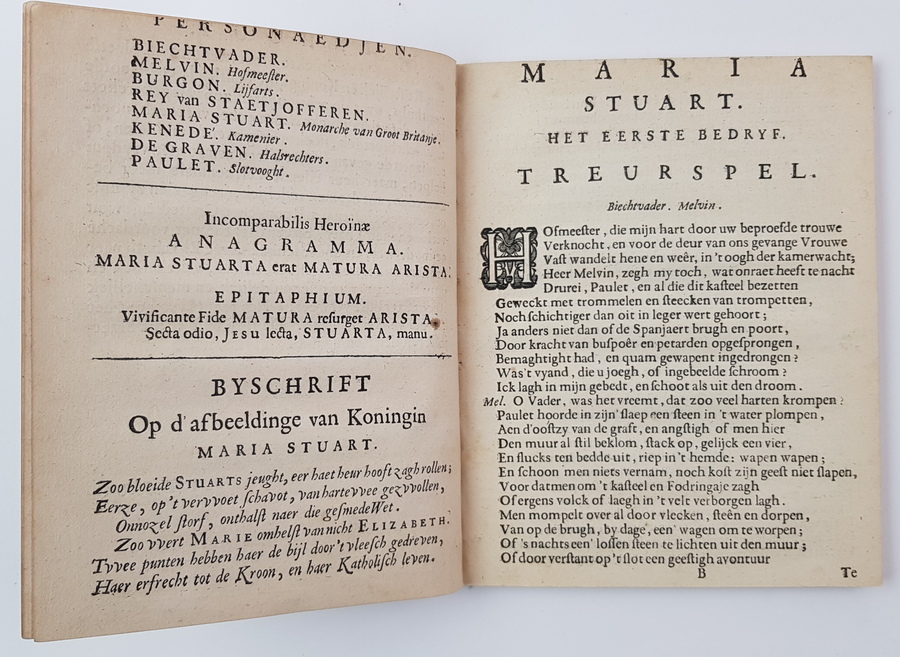 PERSONAEDJEN.
BIECHTVADER.
MELVIN. Hofmeeſter.
BURGON. Lijfarts.
REY van STAETJOFFEREN.
MARIA STUART. Monarche van Groot Britanje.
KENEDE'. Kamenier.
DE GRAVEN. Halsrechters.
PAULET. Slotvooght.
Incomparabilis Heroïnæ
ANAGRAMMA.
MARIA STUARTA erat MATURA ARISTA.
EPITAPHIUM.
Vivificante Fide MATURA reſurget ARISTA,
Secta odio, JESU lecta, STUARTA, manu.
BYSCHRIFT
Op d'afbeeldinge van Koningin
MARIA STUART.
Zoo bloeide STUARTS jeught, eer haet heur hooft zagh rollen;
Eerze, op 't vervvoet ſchavot, van harte vvee gezvvollen,
Onnozel ſtorf, onthalſt naer die geſmede Wet.
Zoo vvert MARIE omhelſt van nicht ELIZABETH.
Tvvee punten hebben haer de bijl door 't vleeſch gedreven,
Haer erfrecht tot de Kroon, en haer Katholiſch leven.
MARIA
STUART.
HET EERSTE BEDRYF.
TREURSPEL.
Biechtvader. Melvin.
HOfmeeſter, die mijn hart door uw beproefde trouwe
Verknocht, en voor de deur van ons gevange Vrouwe
Vaſt wandelt hene en weêr, in 't oogh der kamerwacht;
Heer Melvin, zegh my toch, wat onraet heeft te nacht
Drurei, Paulet, en al die dit kaſteel bezetten
Geweckt met trommelen en ſteecken van trompetten,
Noch ſchichtiger dan oit in leger wert gehoort;
Ja anders niet dan of de Spanjaert brugh en poort,
Door kracht van buſpoêr en petarden opgeſprongen,
Bemaghtight had, en quam gewapent ingedrongen?
Was't vyand, die u joegh, of ingebeelde ſchroom?
Ick lagh in mijn gebedt, en ſchoot als uit den droom.
Mel. O Vader, was het vreemt, dat zoo veel harten krompen?
Paulet hoorde in zijn' ſlaep een ſteen in 't water plompen,
Aen d'ooſtzy van de graft, en angſtigh of men hier
Den muur al ſtil beklom, ſtack op, gelijck een vier,
En ſlucks ten bedde uit, riep in 't hemde: wapen wapen;
En ſchoon men niets vernam, noch koſt zijn geeſt niet ſlapen,
Voor dat men om 't kaſteel en Fodringaje zagh
Of ergens volck of laegh in 't velt verborgen lagh.
Men mompelt over al door vlecken, ſteên en dorpen,
Van op de brugh, by dage, een' wagen om te worpen;
Of 's nachts een' loſſen ſteen te lichten uit den muur;
Of door verſtant op 't ſlot een geeſtigh avontuur
B Te